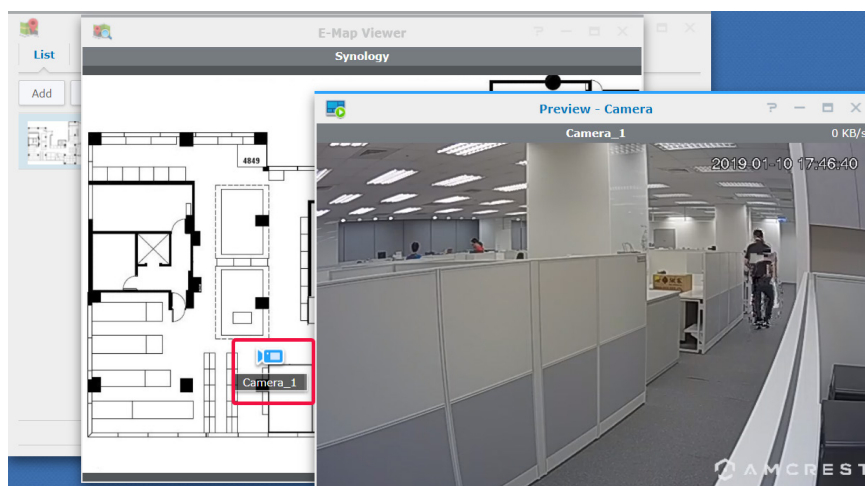 E-Map Viewer
List
Synology
Add
Preview - Camera
Camera_1
0 KB/s
4849
2019-01-10 17:46:40
Camera_1
AMCREST